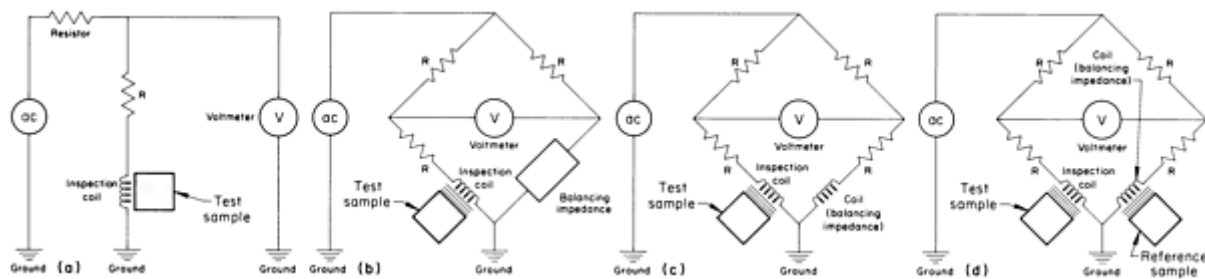 Resistor
R
ac
Voltmeter
V
Inspection
coil
Test
sample
Ground
(a)
Ground
Ground
R
R
ac
V
Voltmeter
R
Inspection
coil
Test
sample
Balancing
impedance
Ground
(b)
Ground
R
R
ac
V
Voltmeter
R
Inspection
coil
R
Test
sample
Coil
(balancing
impedance)
Ground
(c)
Ground
Coil
(balancing
impedance)
R
R
ac
V
Voltmeter
R
Inspection
coil
R
Test
sample
Ground
(d)
Ground
Reference
sample